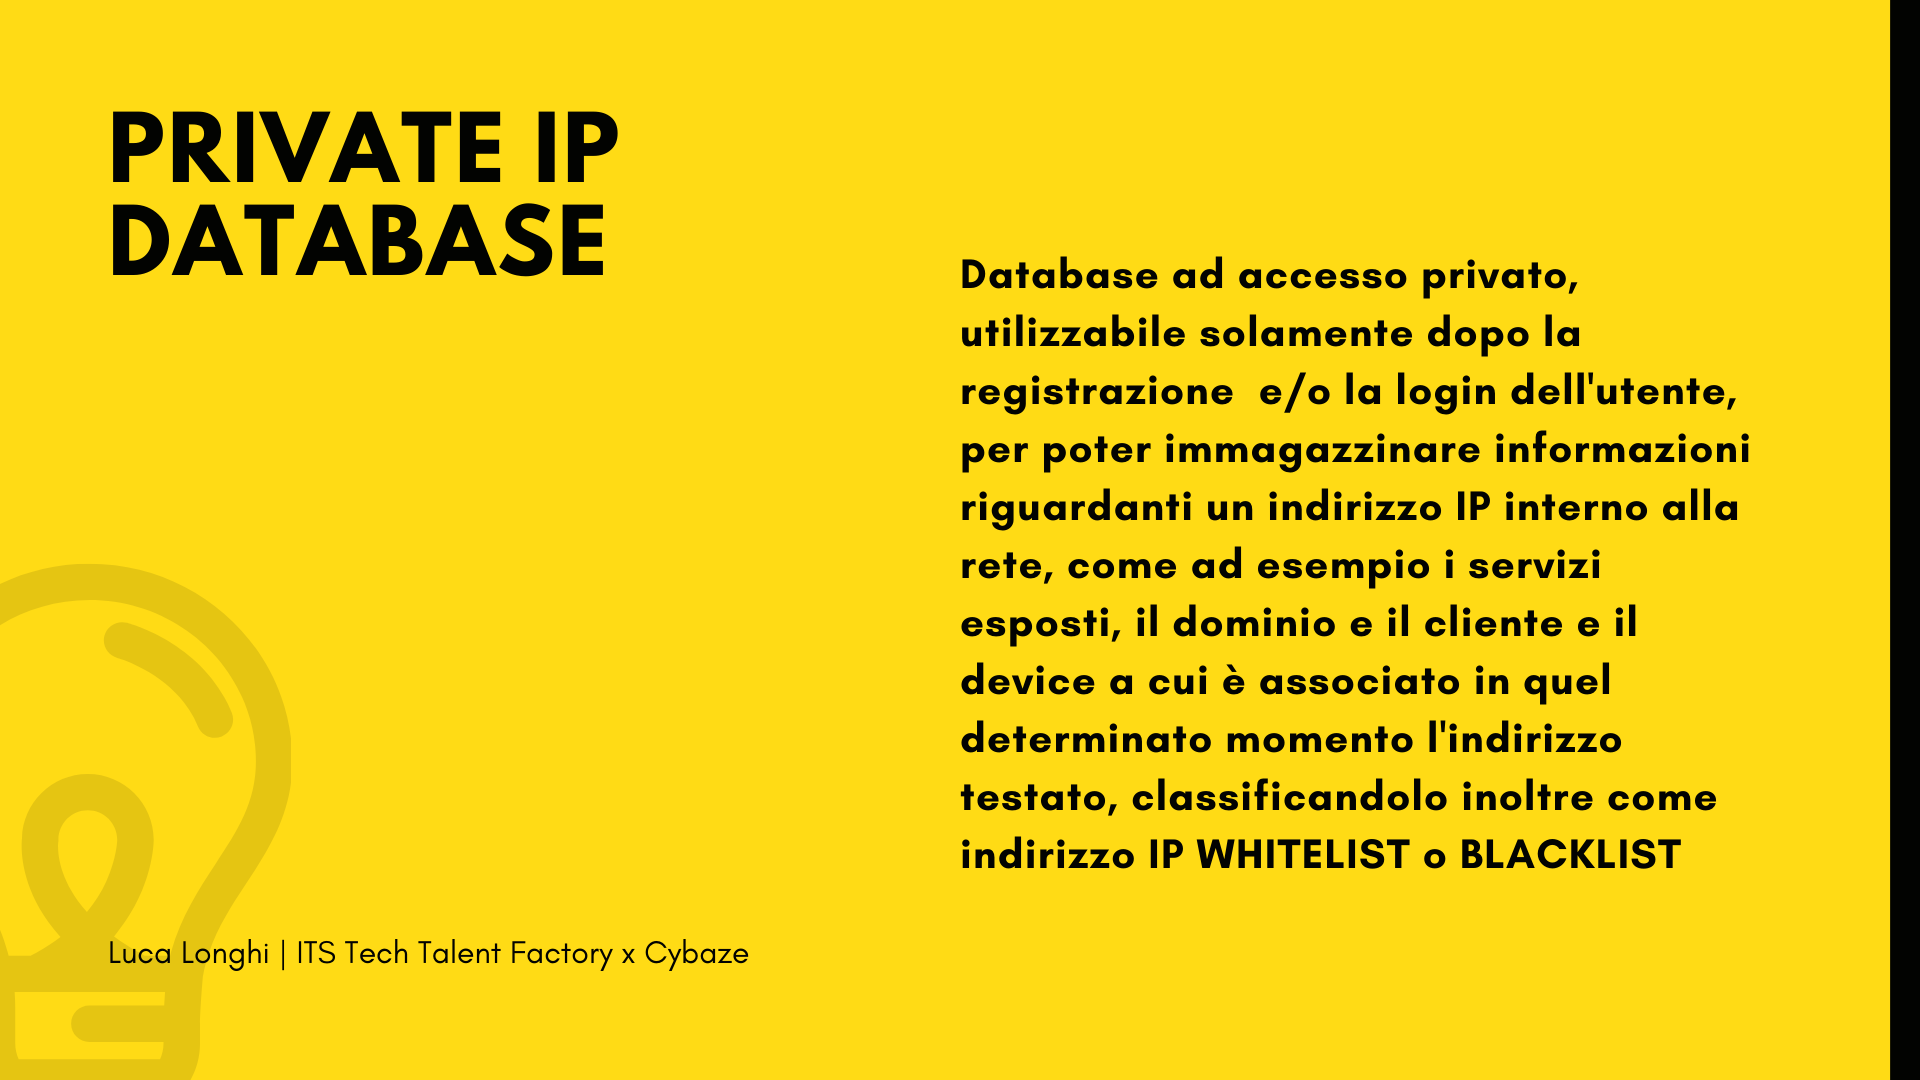 PRIVATE IP
DATABASE
Database ad accesso privato,
utilizzabile solamente dopo la
registrazione  e/o la login dell'utente,
per poter immagazzinare informazioni
riguardanti un indirizzo IP interno alla
rete, come ad esempio i servizi
esposti, il dominio e il cliente e il
device a cui è associato in quel
determinato momento l'indirizzo
testato, classificandolo inoltre come
indirizzo IP WHITELIST o BLACKLIST
Luca Longhi | ITS Tech Talent Factory x Cybaze